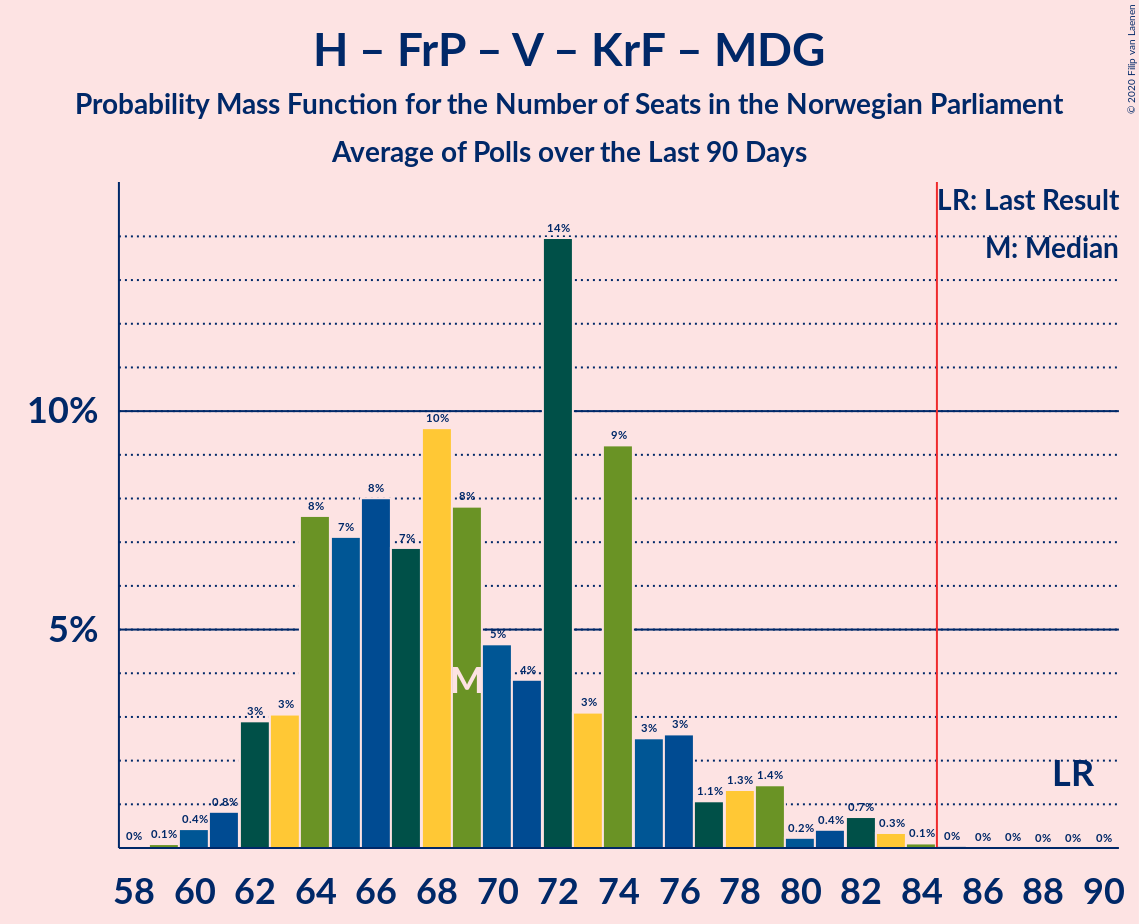 H – FrP – V – KrF – MDG
Probability Mass Function for the Number of Seats in the Norwegian Parliament
Average of Polls over the Last 90 Days
© 2020 Filip van Laenen
LR: Last Result
M: Median
10%
5%
0% 0.1% 0.4% 0.8% 3% 3% 8% 7% 8% 7% 10% 8% 5% 4% 14% 3% 9% 3% 3% 1.1% 1.3% 1.4% 0.2% 0.4% 0.7% 0.3% 0.1% 0% 0% 0% 0% 0% 0%
M
LR
58 60 62 64 66 68 70 72 74 76 78 80 82 84 86 88 90